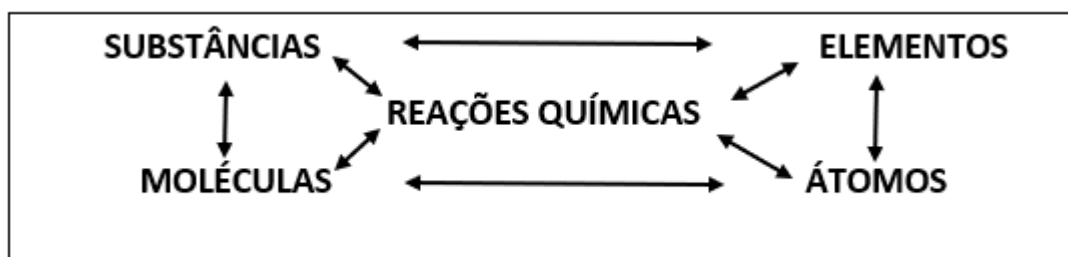 SUBSTÂNCIAS ELEMENTOS
REAÇÕES QUÍMICAS
MOLÉCULAS ÁTOMOS